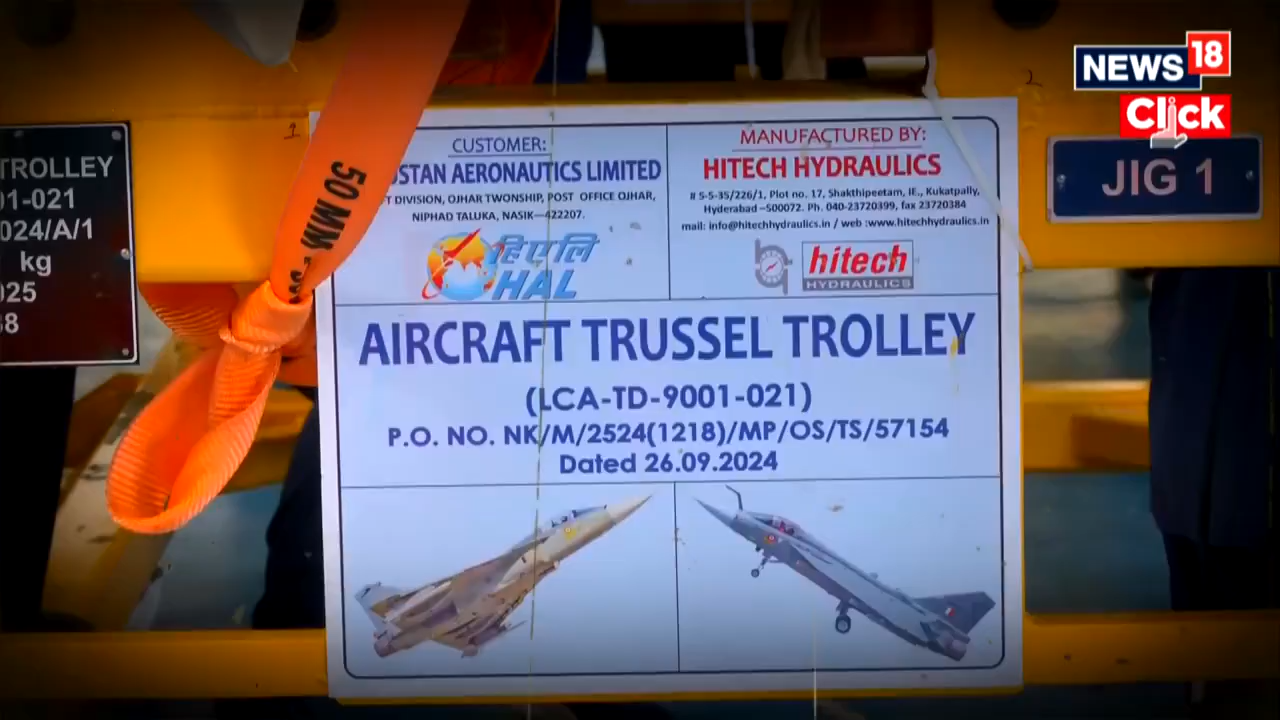 NEWS 18
Click
TROLLEY
01-021
024/A/1
kg
025
JIG 1
50 MM
CUSTOMER:
STAN AERONAUTICS LIMITED
T DIVISION, OJHAR TWONSHIP, POST OFFICE OJHAR,
NIPHAD TALUKA, NASIK—422207.
हिएलि
HAL
MANUFACTURED BY:
HITECH HYDRAULICS
# 5-5-35/226/1, Plot no. 17, Shakthipeetam, IE., Kukatpally,
Hyderabad –500072. Ph. 040-23720399, fax 23720384
mail: info@hitechhydraulics.in / web :www.hitechhydraulics.in
hitech
HYDRAULICS
AIRCRAFT TRUSSEL TROLLEY
(LCA-TD-9001-021)
P.O. NO. NK/M/2524(1218)/MP/OS/TS/57154
Dated 26.09.2024